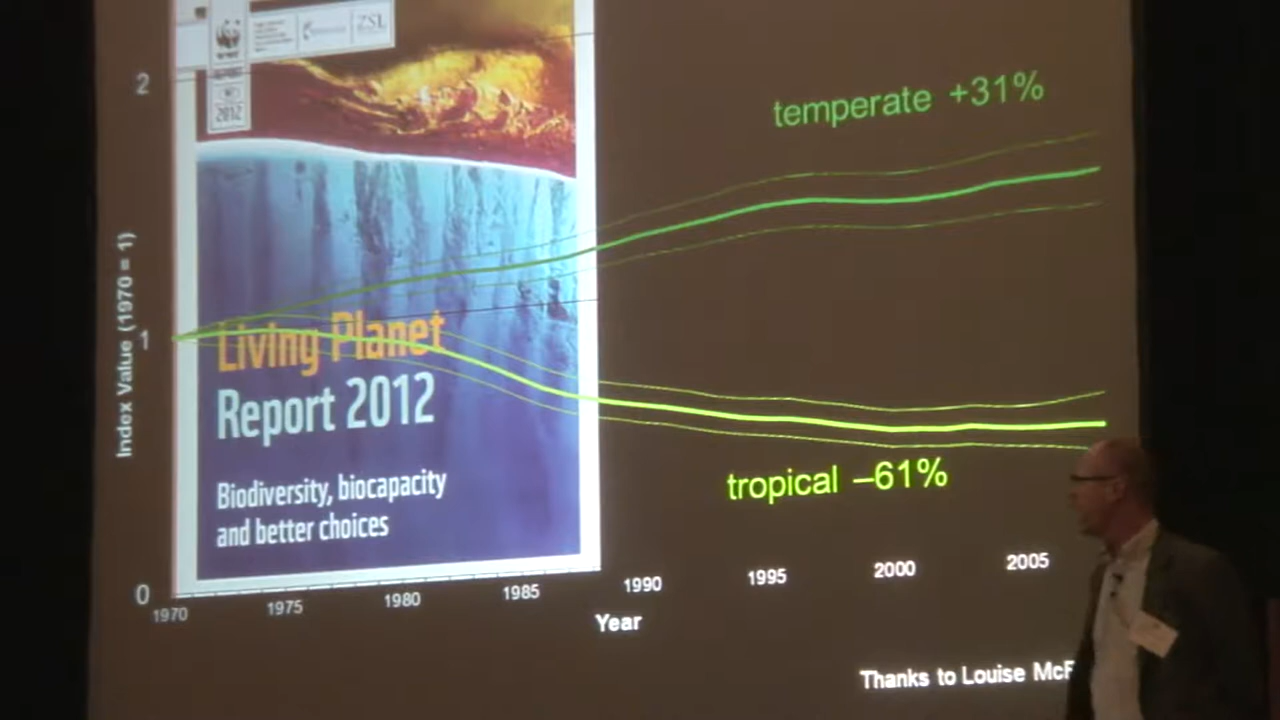 WWF
ZSL
2012
2
temperate +31%
Index Value (1970 = 1)
1
Living Planet
Report 2012
Biodiversity, biocapacity
and better choices
tropical –61%
0
1970
1975
1980
1985
1990
1995
2000
2005
Year
Thanks to Louise